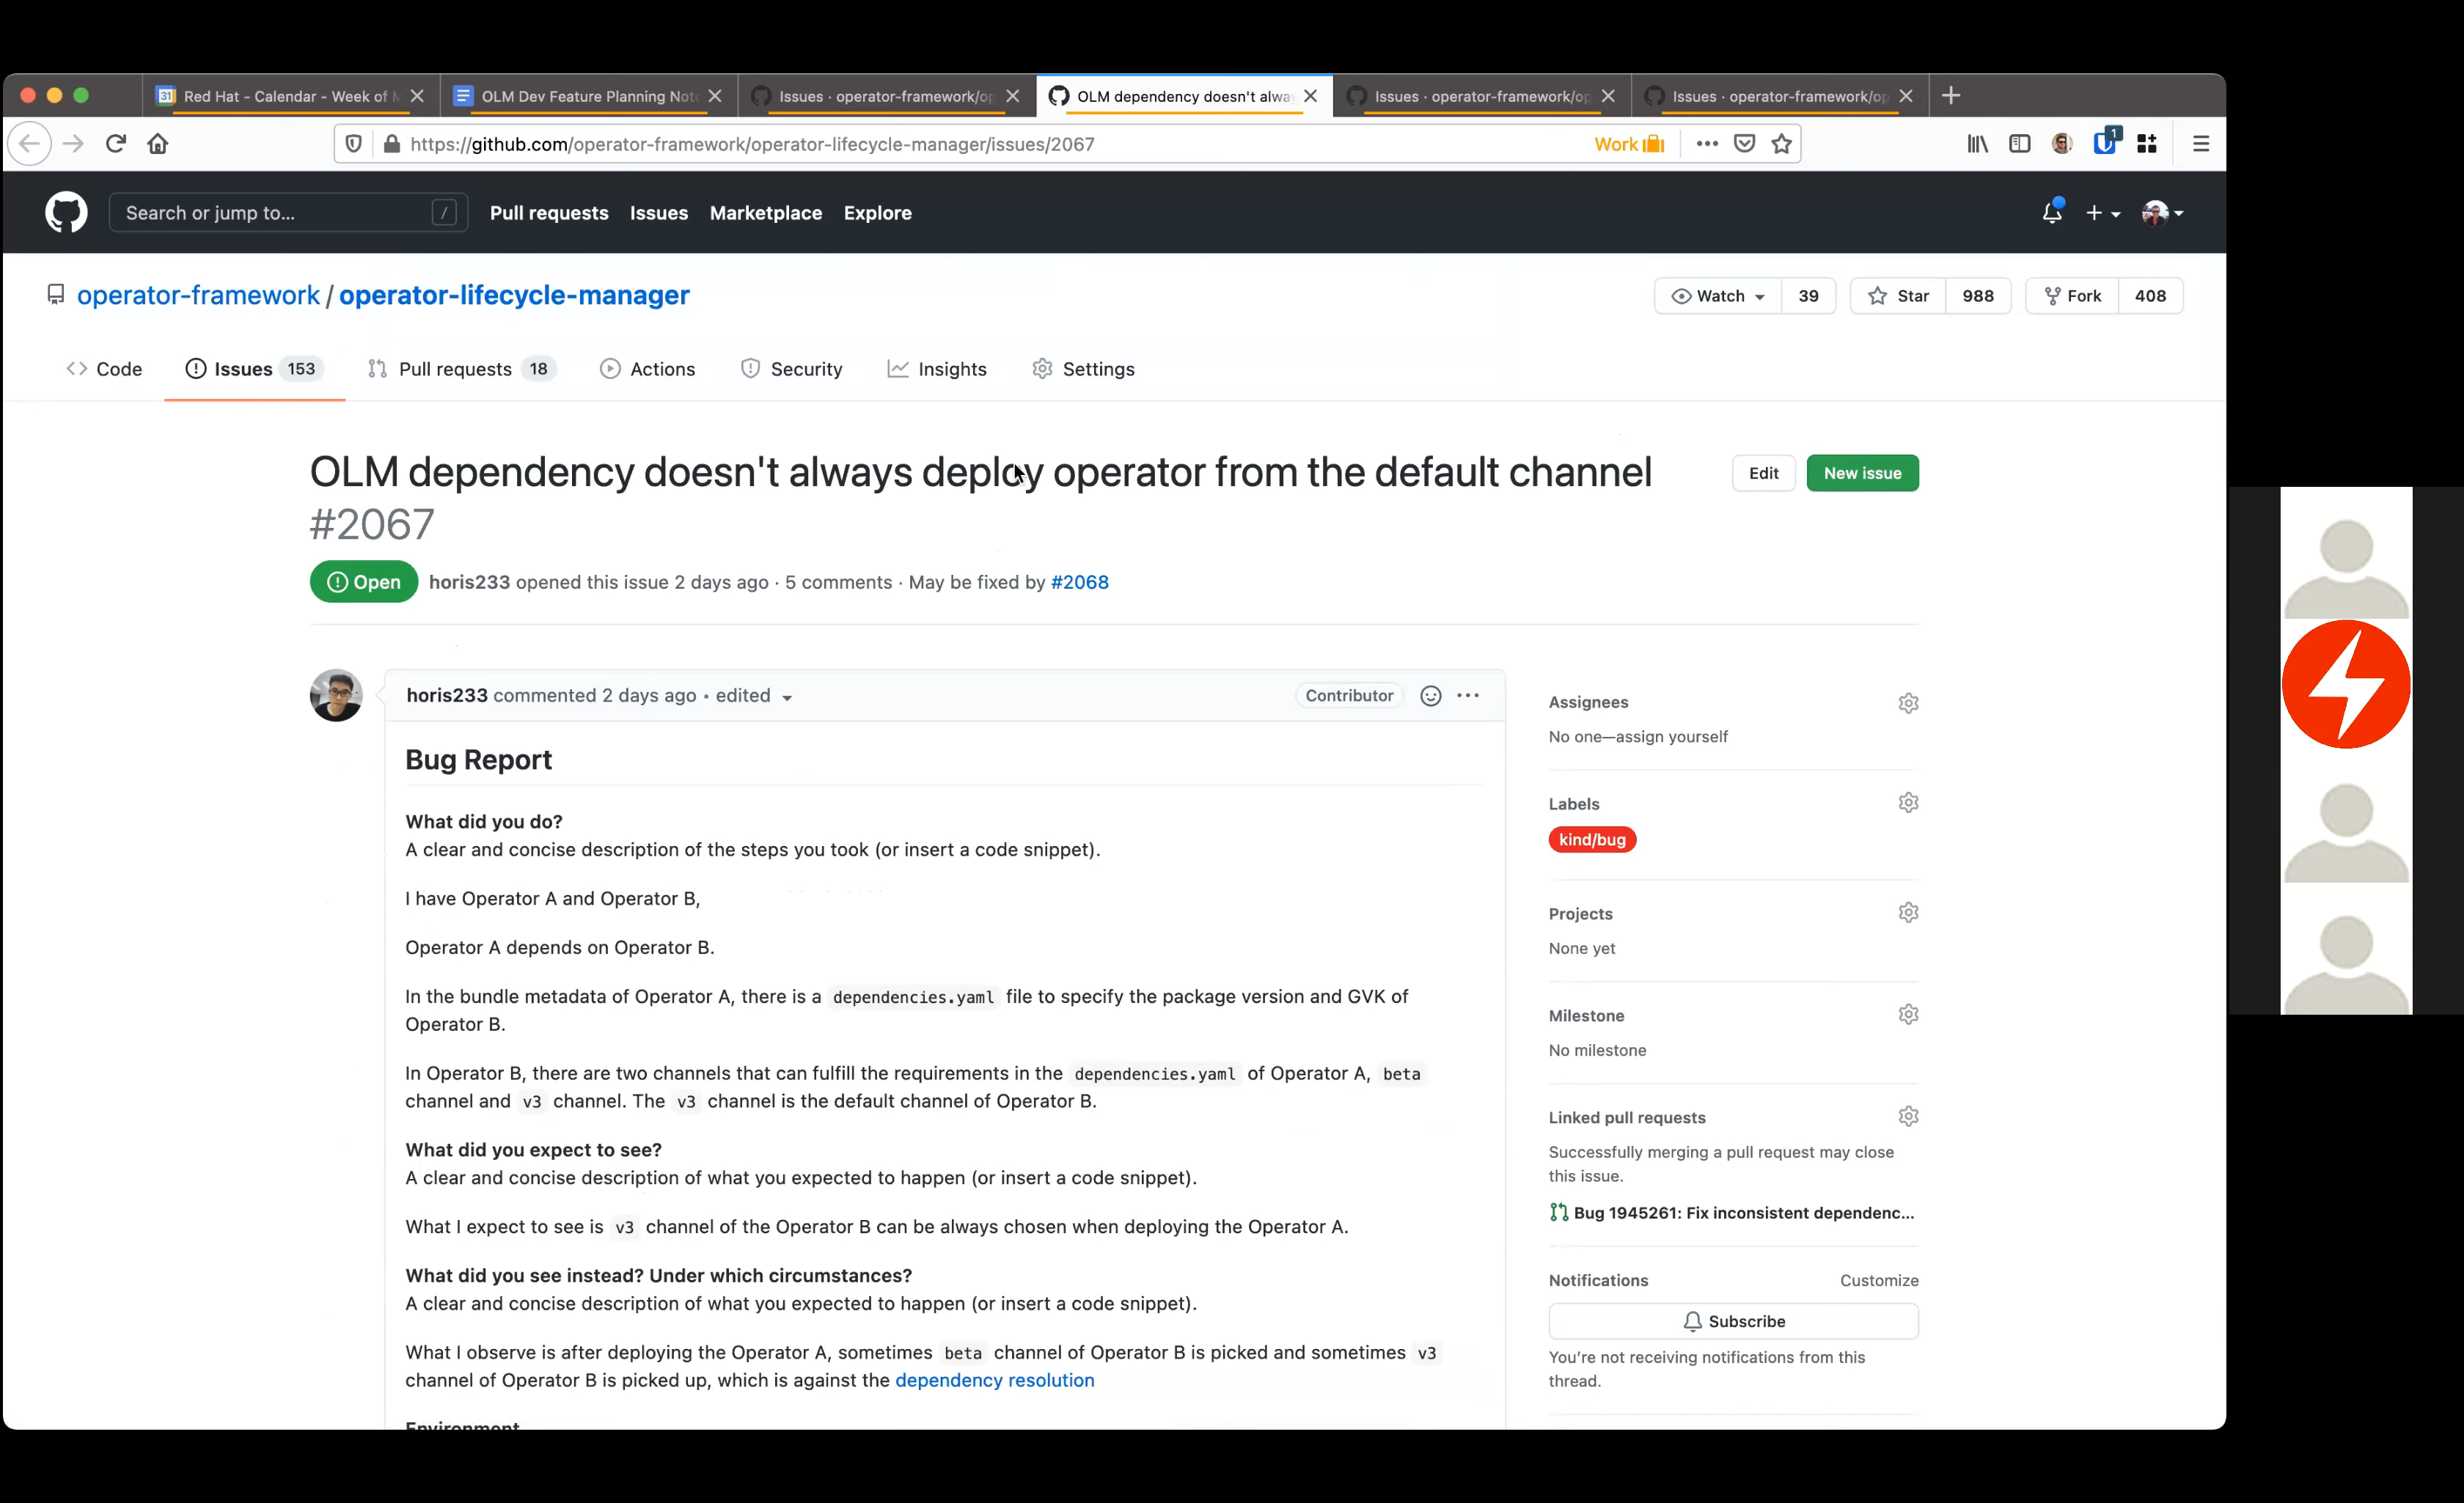 31 Red Hat - Calendar - Week of
OLM Dev Feature Planning Not
Issues · operator-framework/op
OLM dependency doesn't alwa
Issues · operator-framework/op
Issues · operator-framework/op
https://github.com/operator-framework/operator-lifecycle-manager/issues/2067
Work
1
Search or jump to... /
Pull requests Issues Marketplace Explore
operator-framework / operator-lifecycle-manager
Watch 39 Star 988 Fork 408
Code Issues 153 Pull requests 18 Actions Security Insights Settings
OLM dependency doesn't always deploy operator from the default channel
#2067
Edit New issue
Open horis233 opened this issue 2 days ago · 5 comments · May be fixed by #2068
horis233 commented 2 days ago • edited
Contributor
Bug Report
What did you do?
A clear and concise description of the steps you took (or insert a code snippet).
I have Operator A and Operator B,
Operator A depends on Operator B.
In the bundle metadata of Operator A, there is a dependencies.yaml file to specify the package version and GVK of
Operator B.
In Operator B, there are two channels that can fulfill the requirements in the dependencies.yaml of Operator A, beta
channel and v3 channel. The v3 channel is the default channel of Operator B.
What did you expect to see?
A clear and concise description of what you expected to happen (or insert a code snippet).
What I expect to see is v3 channel of the Operator B can be always chosen when deploying the Operator A.
What did you see instead? Under which circumstances?
A clear and concise description of what you expected to happen (or insert a code snippet).
What I observe is after deploying the Operator A, sometimes beta channel of Operator B is picked and sometimes v3
channel of Operator B is picked up, which is against the dependency resolution
Environment
Assignees
No one—assign yourself
Labels
kind/bug
Projects
None yet
Milestone
No milestone
Linked pull requests
Successfully merging a pull request may close
this issue.
Bug 1945261: Fix inconsistent dependenc...
Notifications Customize
Subscribe
You're not receiving notifications from this
thread.